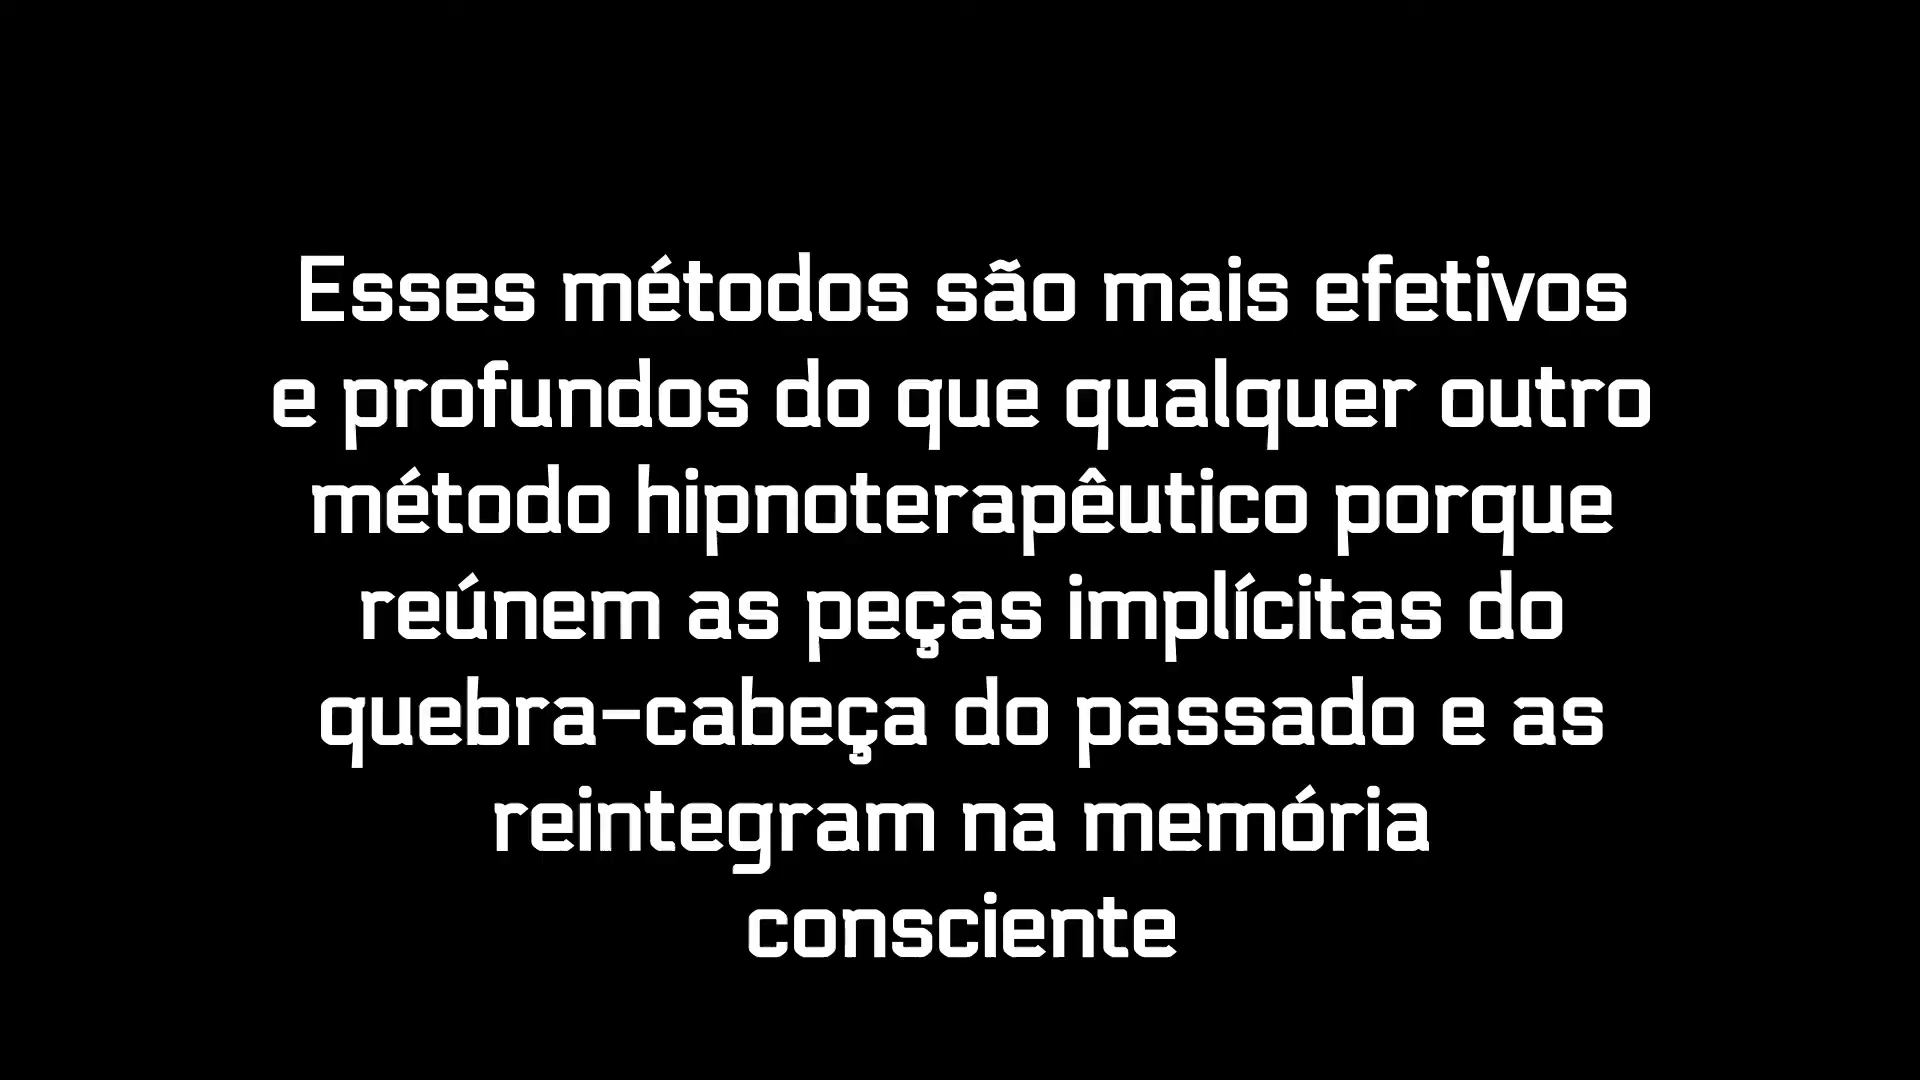 Esses métodos são mais efetivos
e profundos do que qualquer outro
método hipnoterapêutico porque
reúnem as peças implícitas do
quebra-cabeça do passado e as
reintegram na memória
consciente